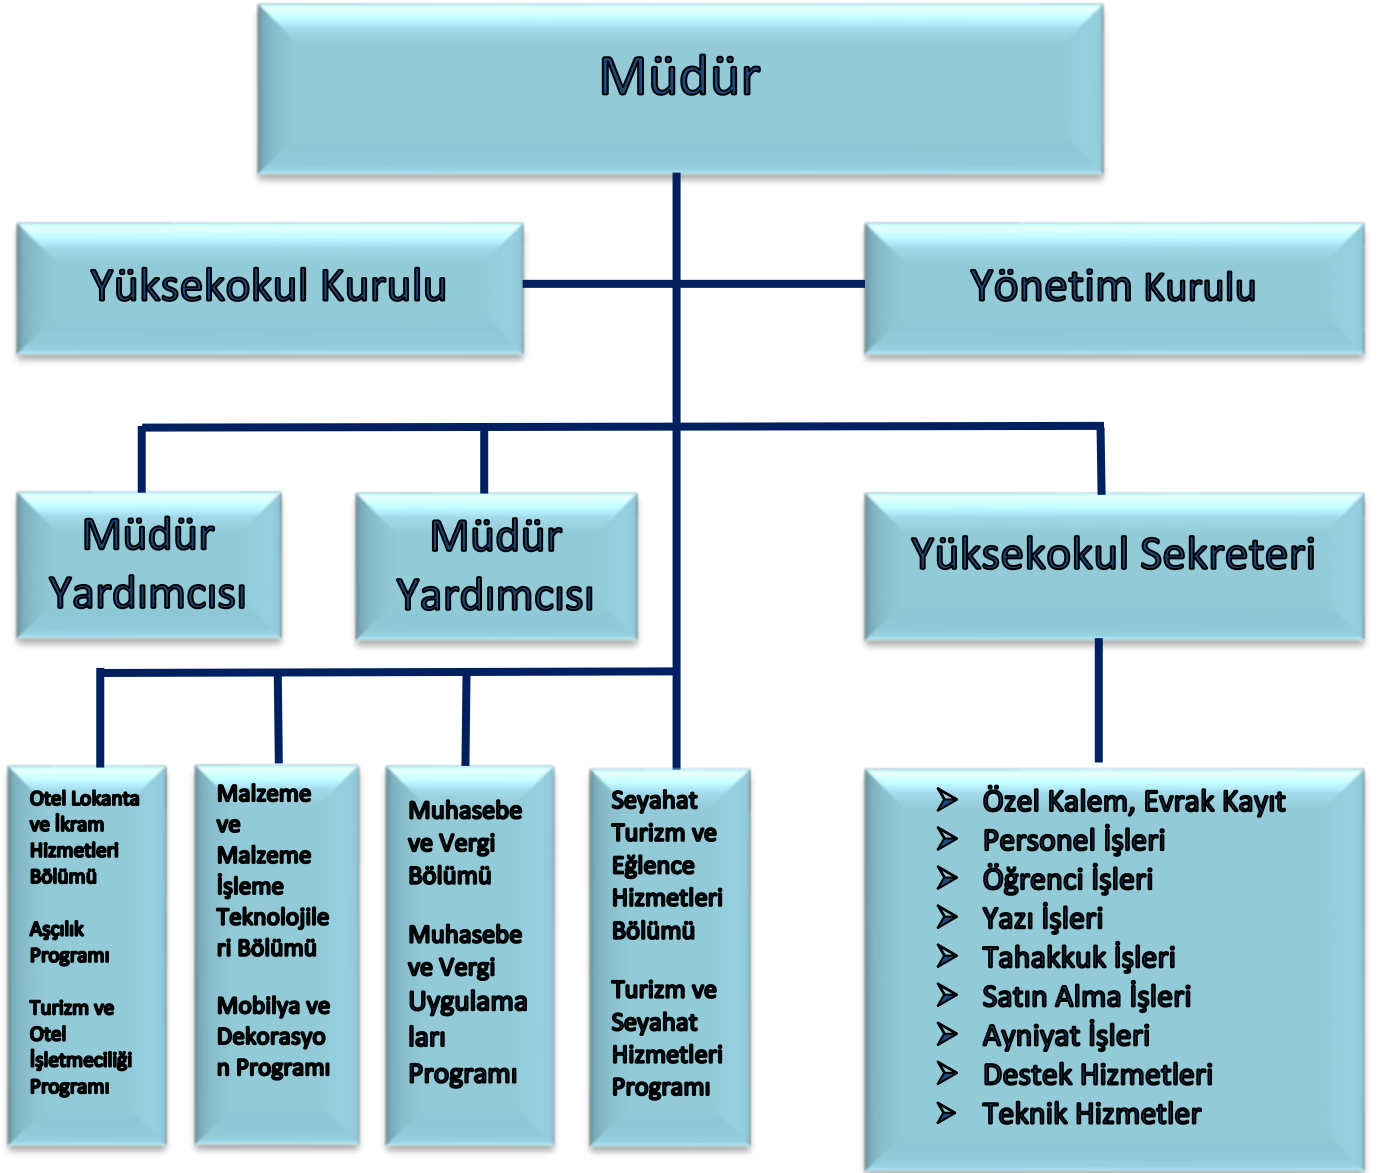 Müdür
Yüksekokul Kurulu
Yönetim Kurulu
Müdür
Yardımcısı
Müdür
Yardımcısı
Yüksekokul Sekreteri
Otel Lokanta
ve İkram
Hizmetleri
Bölümü
Aşçılık
Programı
Turizm ve
Otel
İşletmeciliği
Programı
Malzeme
ve
Malzeme
İşleme
Teknolojile
ri Bölümü
Mobilya ve
Dekorasyo
n Programı
Muhasebe
ve Vergi
Bölümü
Muhasebe
ve Vergi
Uygulama
ları
Programı
Seyahat
Turizm ve
Eğlence
Hizmetleri
Bölümü
Turizm ve
Seyahat
Hizmetleri
Programı
Özel Kalem, Evrak Kayıt
Personel İşleri
Öğrenci İşleri
Yazı İşleri
Tahakkuk İşleri
Satın Alma İşleri
Ayniyat İşleri
Destek Hizmetleri
Teknik Hizmetler